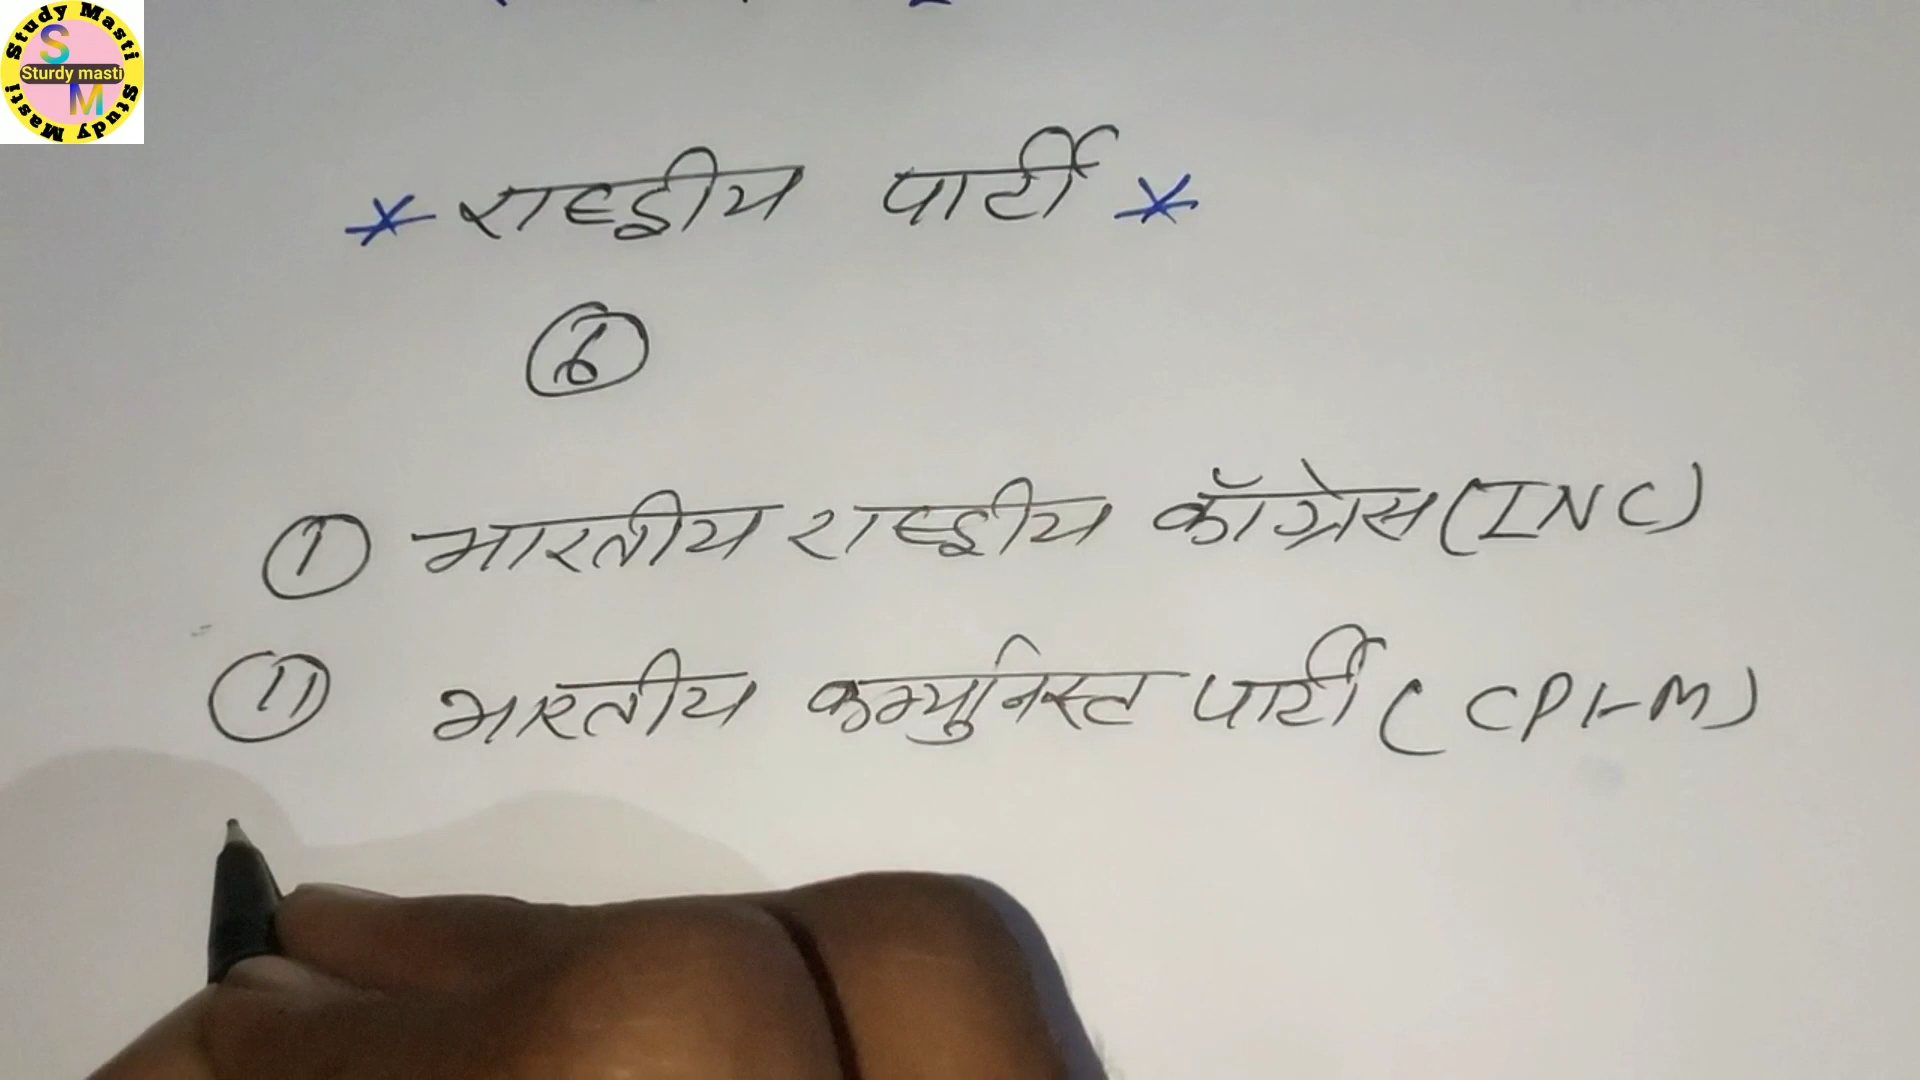 Study Masti Study Masti
S
Sturdy masti
M
* राष्ट्रीय पार्टी *
6
I भारतीय राष्ट्रीय कॉग्रेस (INC)
II भारतीय कम्युनिस्ट पार्टी (CPI-M)